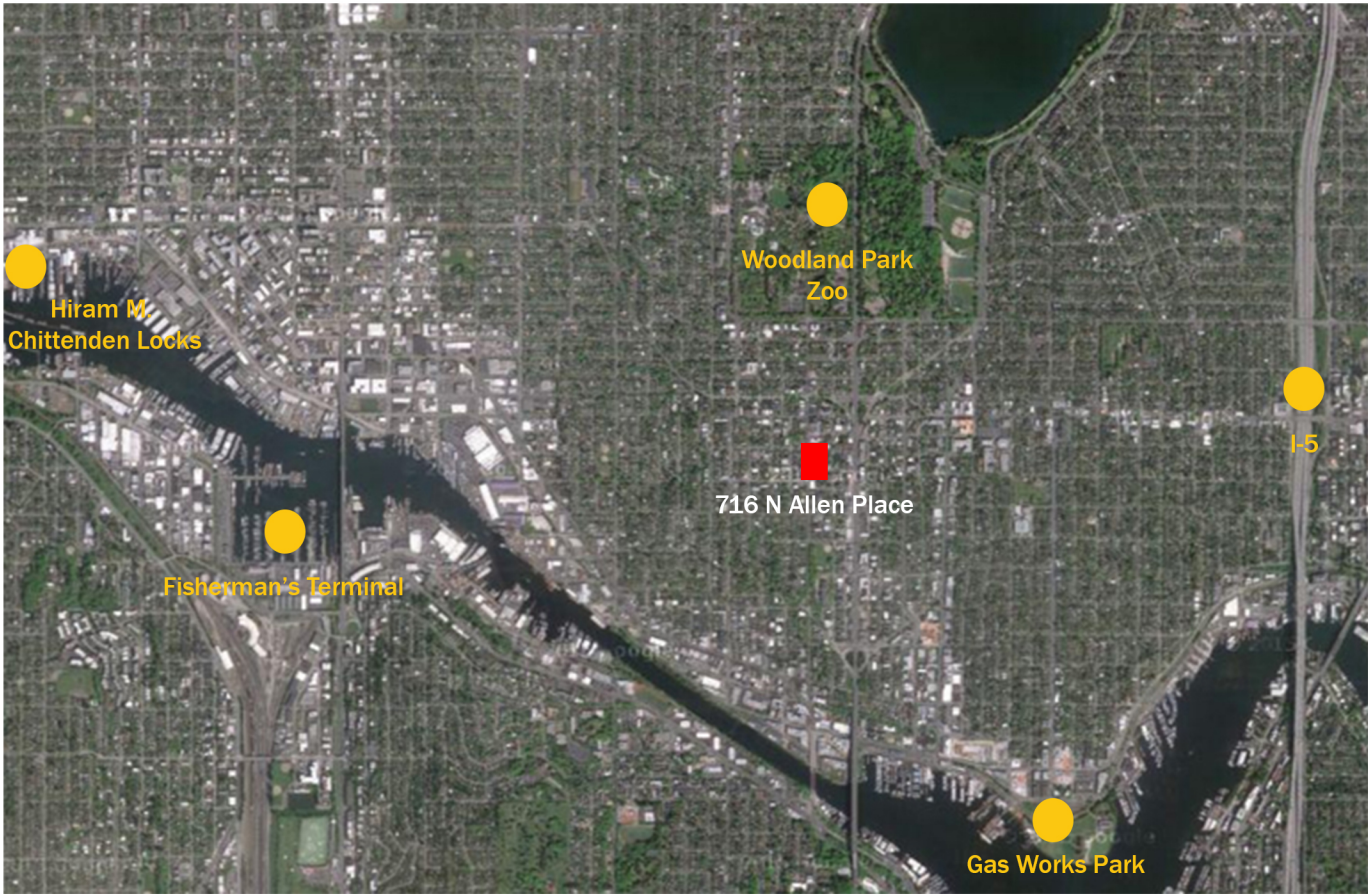 Woodland Park
Zoo
Hiram M.
Chittenden Locks
I-5
716 N Allen Place
Fisherman's Terminal
Gas Works Park